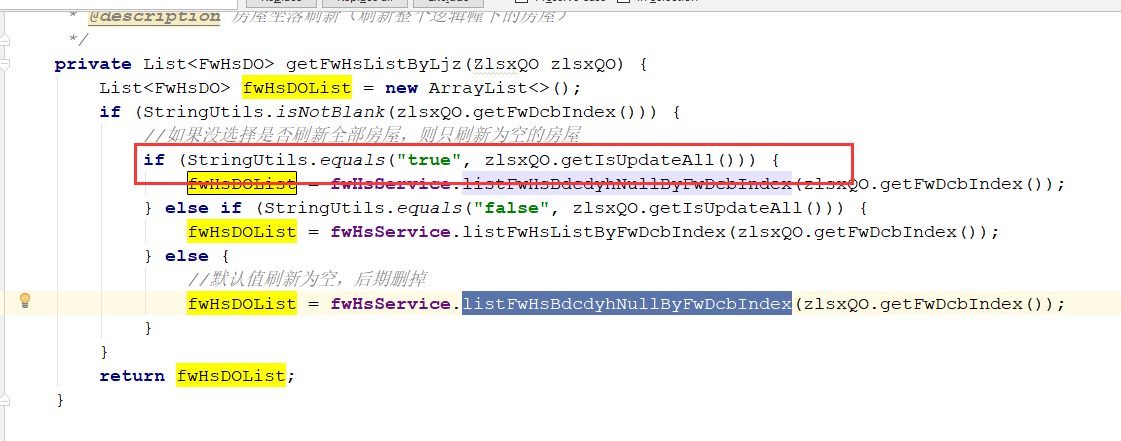 * @description 房屋坐落刷新（刷新整个逻辑幢下的房屋）
*/
private List<FwHsDO> getFwHsListByLjz(ZlsxQO zlsxQO) {
List<FwHsDO> fwHsDOList = new ArrayList<>();
if (StringUtils.isNotBlank(zlsxQO.getFwDcbIndex())) {
//如果没选择是否刷新全部房屋，则只刷新为空的房屋
if (StringUtils.equals("true", zlsxQO.getIsUpdateAll())) {
fwHsDOList = fwHsService.listFwHsBdcdyhNullByFwDcbIndex(zlsxQO.getFwDcbIndex());
} else if (StringUtils.equals("false", zlsxQO.getIsUpdateAll())) {
fwHsDOList = fwHsService.listFwHsListByFwDcbIndex(zlsxQO.getFwDcbIndex());
} else {
//默认值刷新为空，后期删掉
fwHsDOList = fwHsService.listFwHsBdcdyhNullByFwDcbIndex(zlsxQO.getFwDcbIndex());
}
}
return fwHsDOList;
}